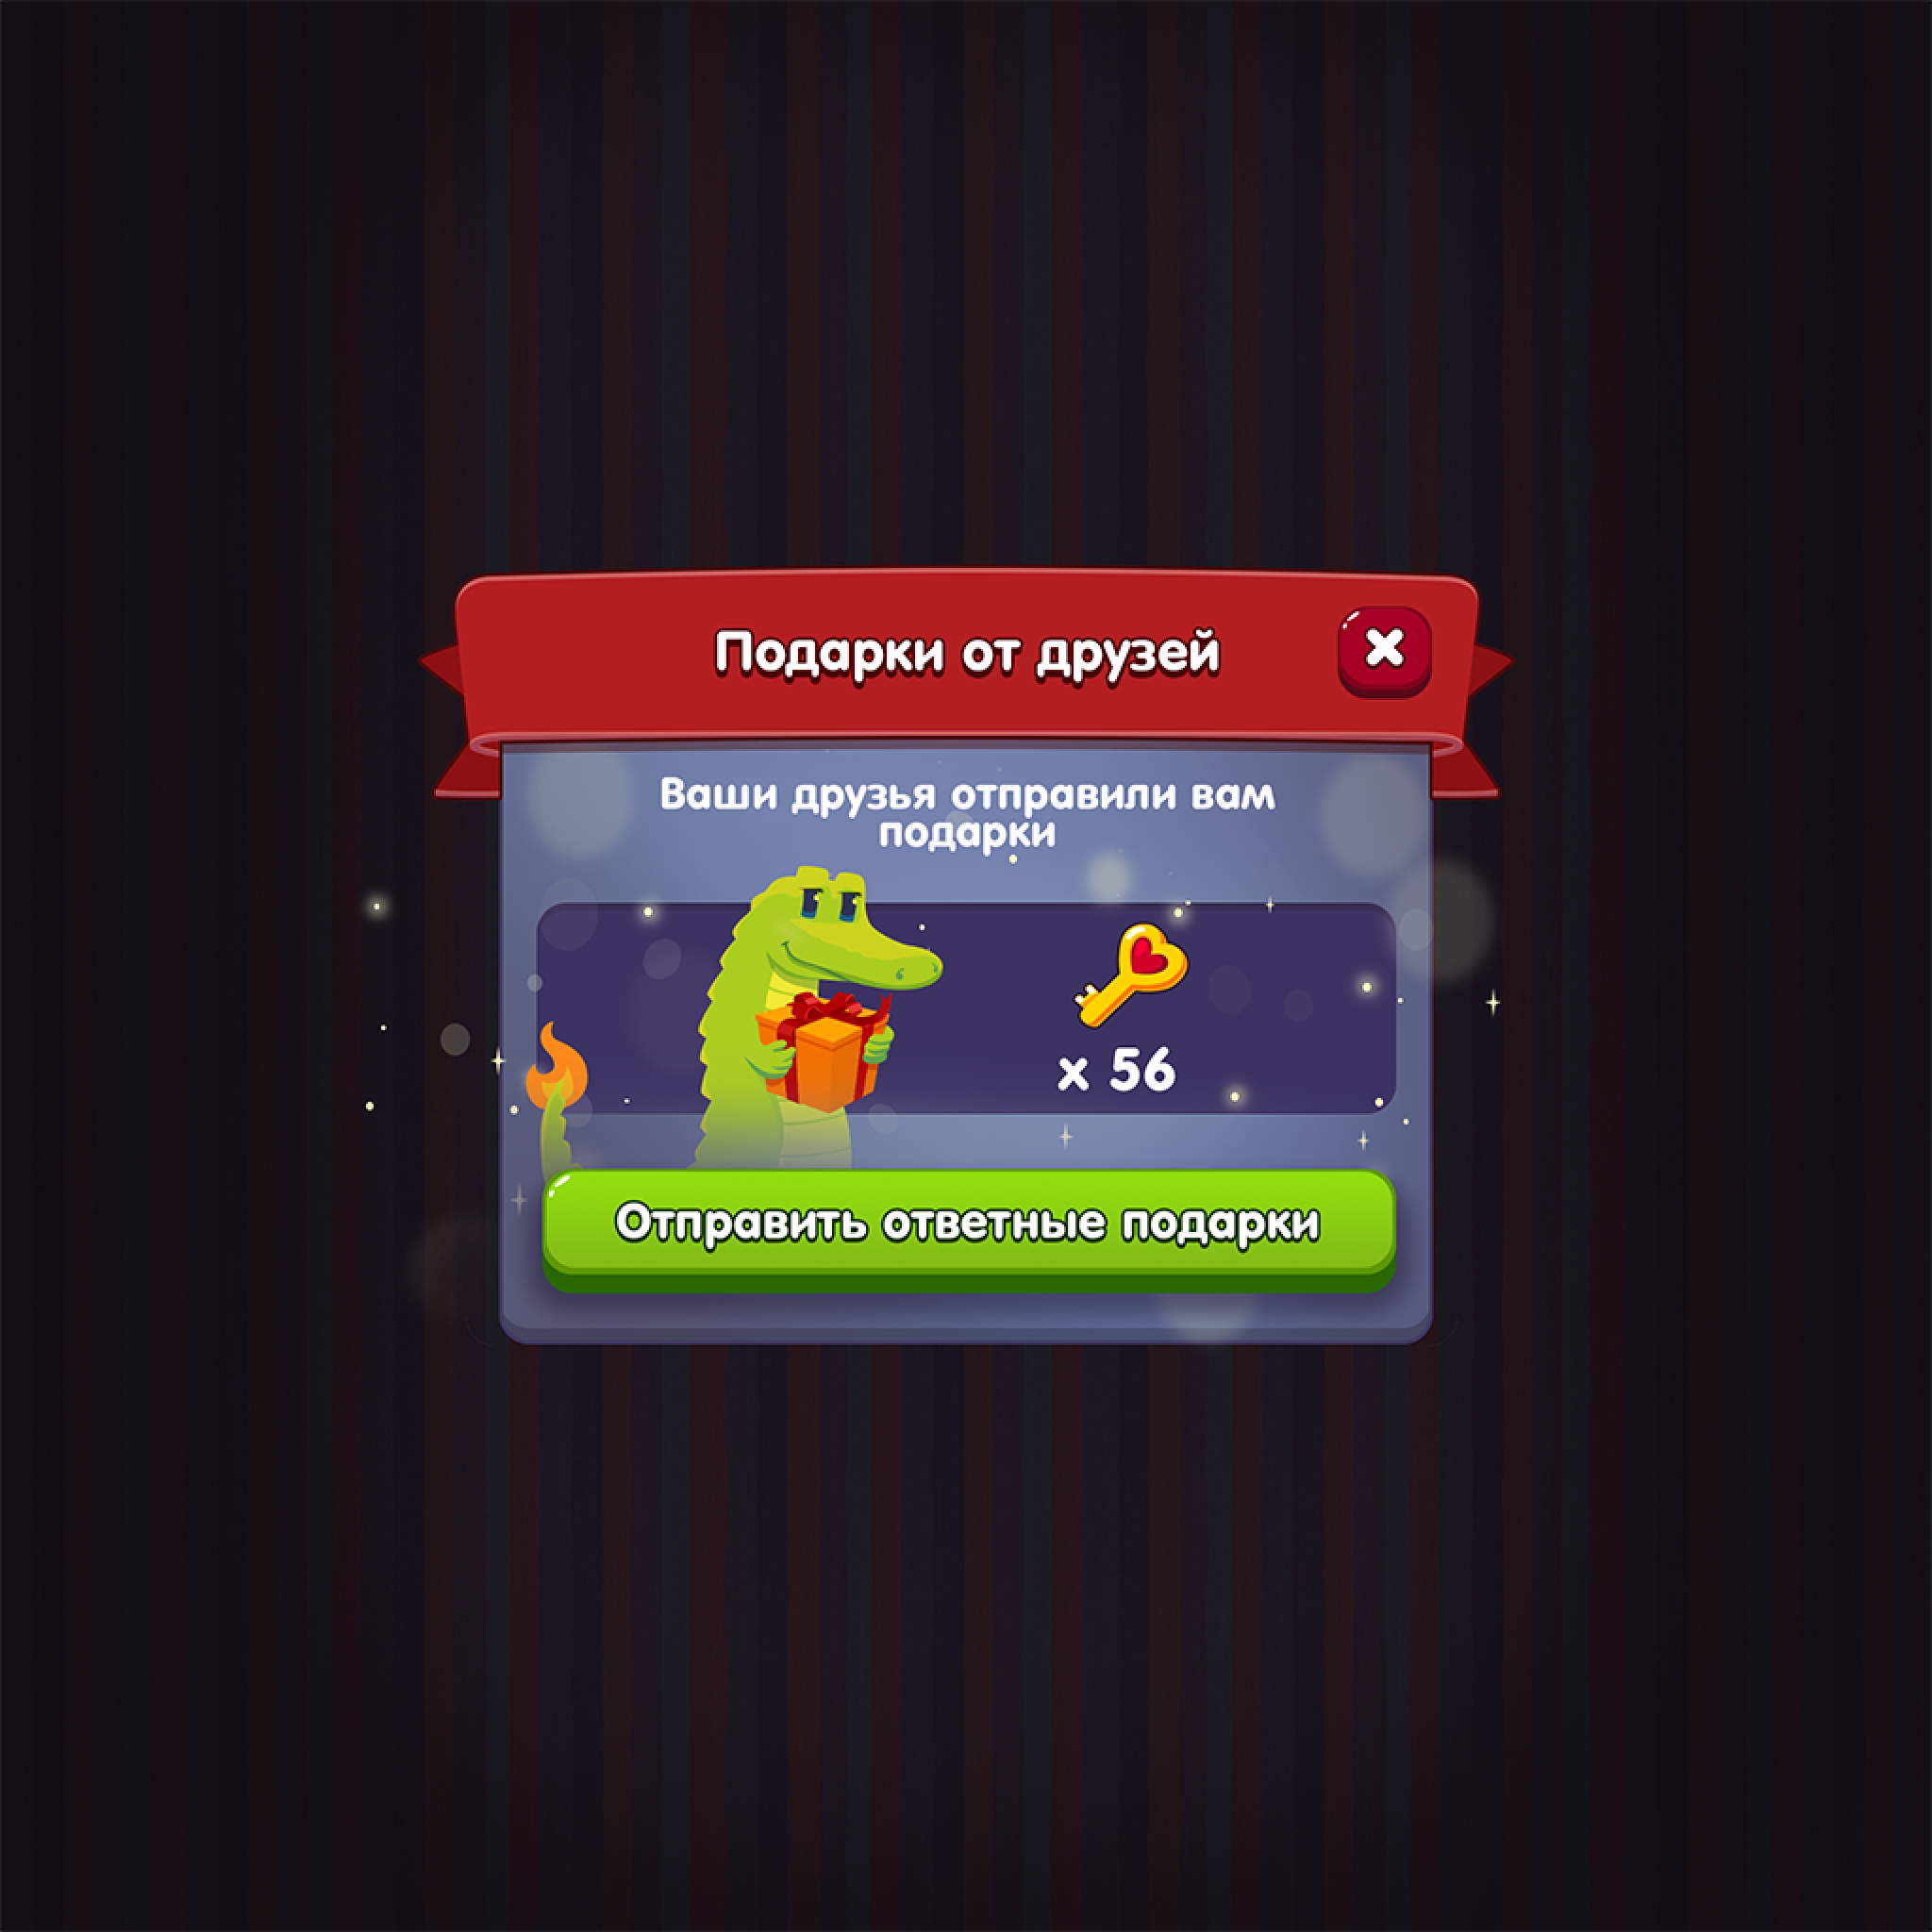 Подарки от друзей
Ваши друзья отправили вам
подарки
x 56
Отправить ответные подарки